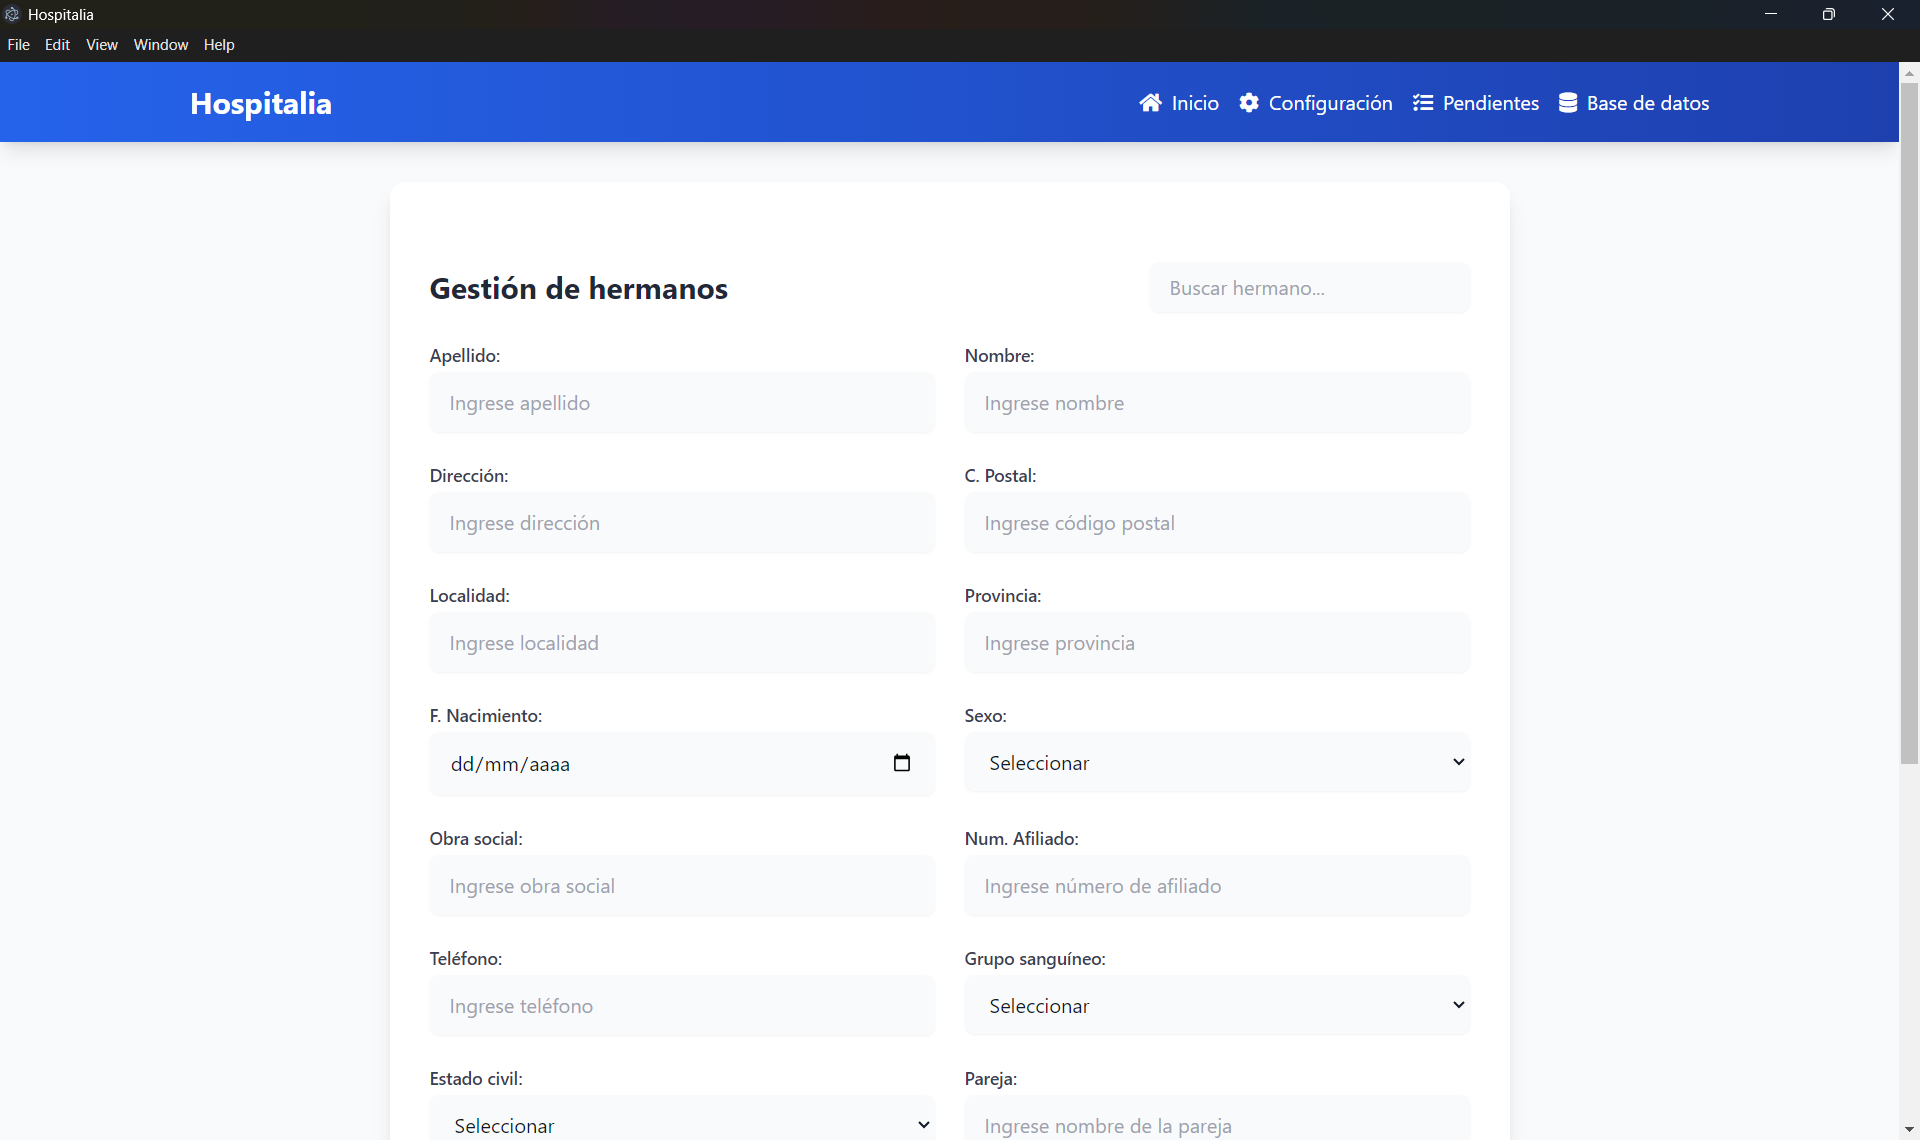 Hospitalia
File Edit View Window Help
Hospitalia
Inicio Configuración Pendientes Base de datos
Gestión de hermanos
Buscar hermano...
Apellido: Nombre:
Ingrese apellido Ingrese nombre
Dirección: C. Postal:
Ingrese dirección Ingrese código postal
Localidad: Provincia:
Ingrese localidad Ingrese provincia
F. Nacimiento: Sexo:
dd/mm/aaaa Seleccionar
Obra social: Num. Afiliado:
Ingrese obra social Ingrese número de afiliado
Teléfono: Grupo sanguíneo:
Ingrese teléfono Seleccionar
Estado civil: Pareja:
Seleccionar Ingrese nombre de la pareja